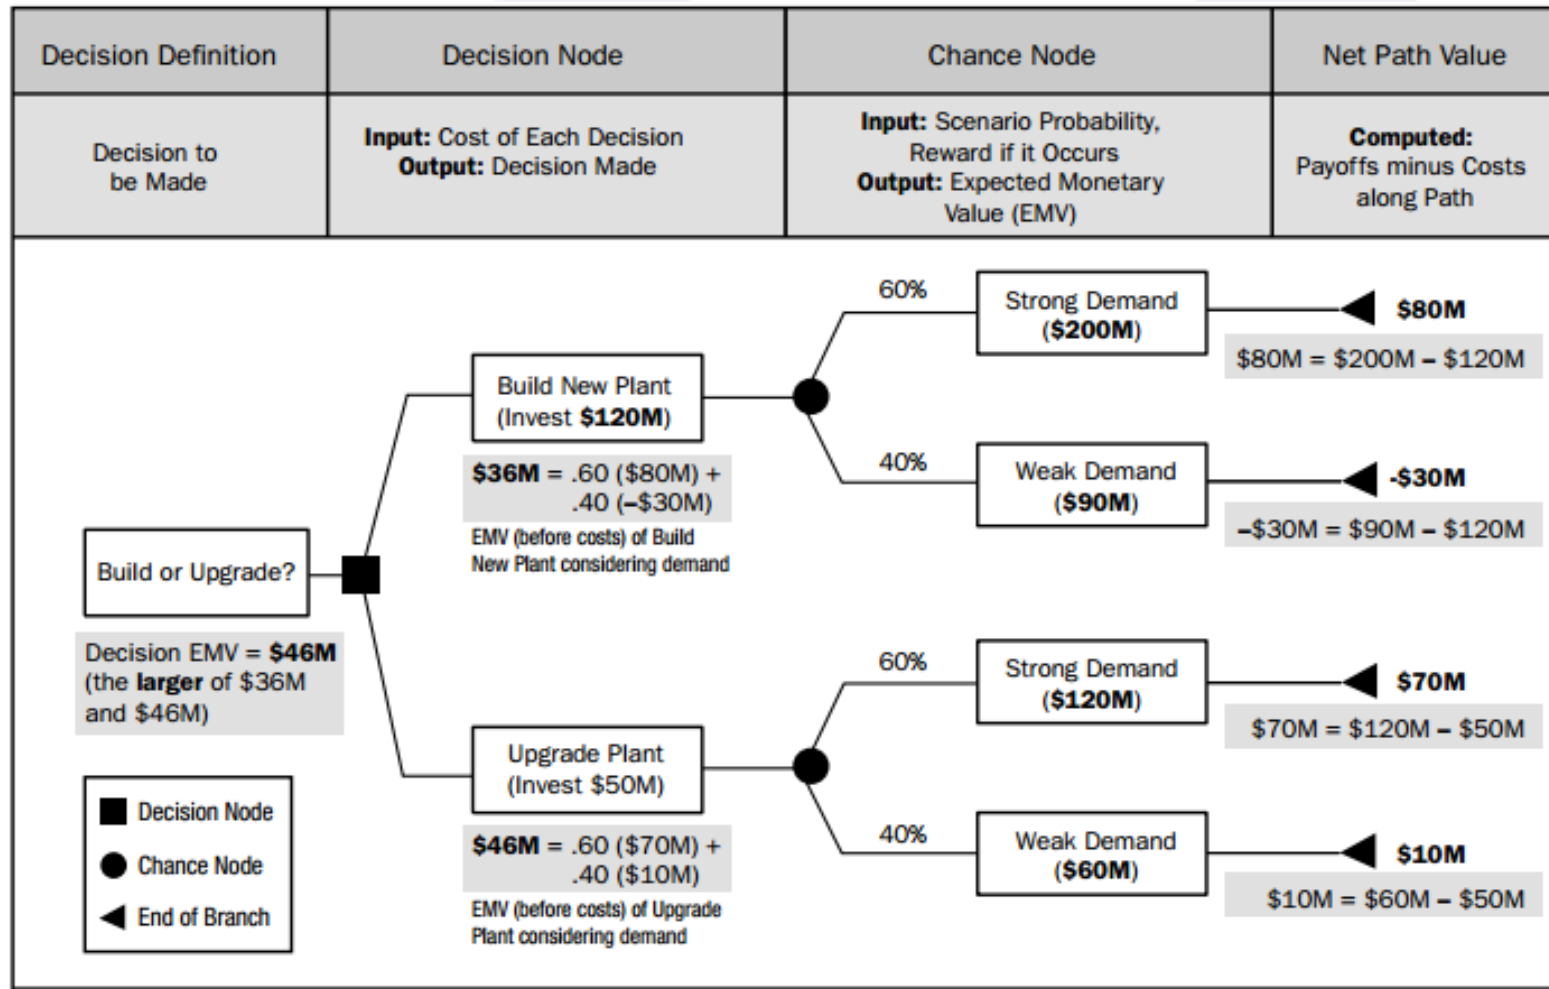 Decision Definition
Decision Node
Chance Node
Net Path Value
Decision to
be Made
Input: Cost of Each Decision
Output: Decision Made
Input: Scenario Probability,
Reward if it Occurs
Output: Expected Monetary
Value (EMV)
Computed:
Payoffs minus Costs
along Path
Build or Upgrade?
Decision EMV = $46M
(the larger of $36M
and $46M)
Build New Plant
(Invest $120M)
$36M = .60 ($80M) +
.40 (–$30M)
EMV (before costs) of Build
New Plant considering demand
60%
Strong Demand
($200M)
$80M
$80M = $200M – $120M
40%
Weak Demand
($90M)
-$30M
–$30M = $90M – $120M
Upgrade Plant
(Invest $50M)
$46M = .60 ($70M) +
.40 ($10M)
EMV (before costs) of Upgrade
Plant considering demand
60%
Strong Demand
($120M)
$70M
$70M = $120M – $50M
40%
Weak Demand
($60M)
$10M
$10M = $60M – $50M
Decision Node
Chance Node
End of Branch